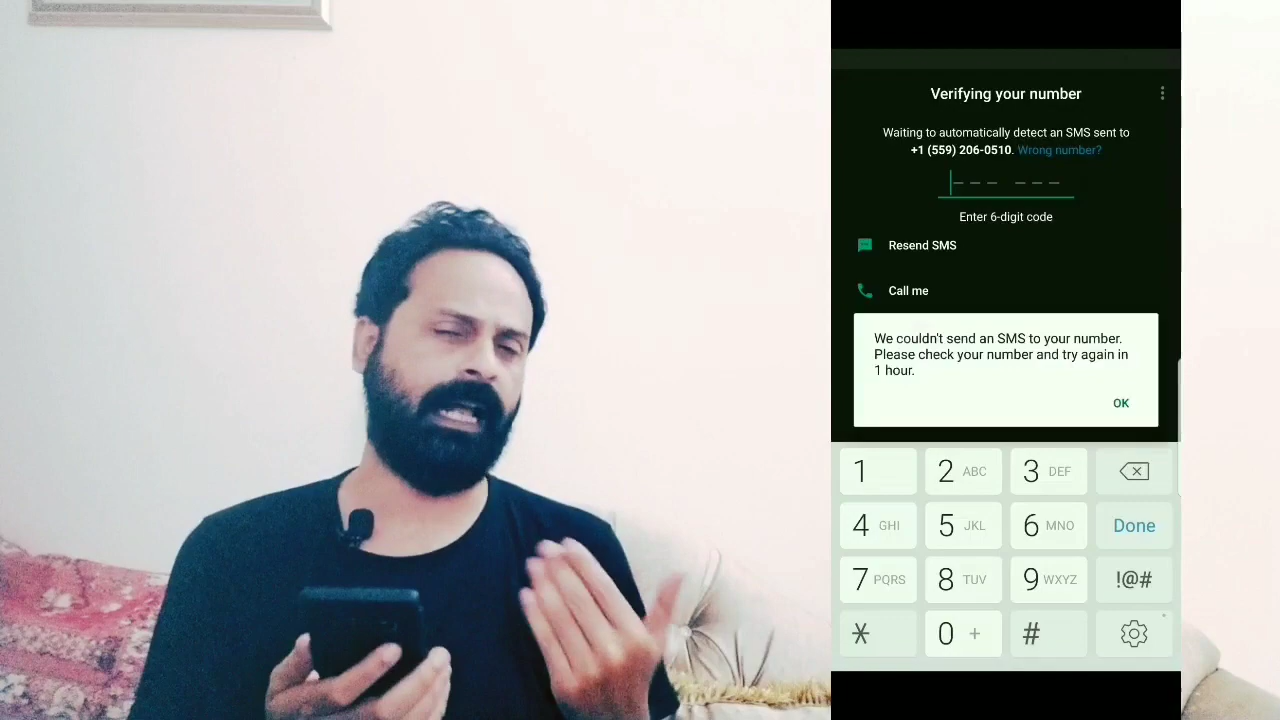 Verifying your number
Waiting to automatically detect an SMS sent to
+1 (559) 206-0510. Wrong number?
Enter 6-digit code
Resend SMS
Call me
We couldn't send an SMS to your number.
Please check your number and try again in
1 hour.
OK
1 2 ABC 3 DEF
4 GHI 5 JKL 6 MNO Done
7 PQRS 8 TUV 9 WXYZ !@#
* 0 + #